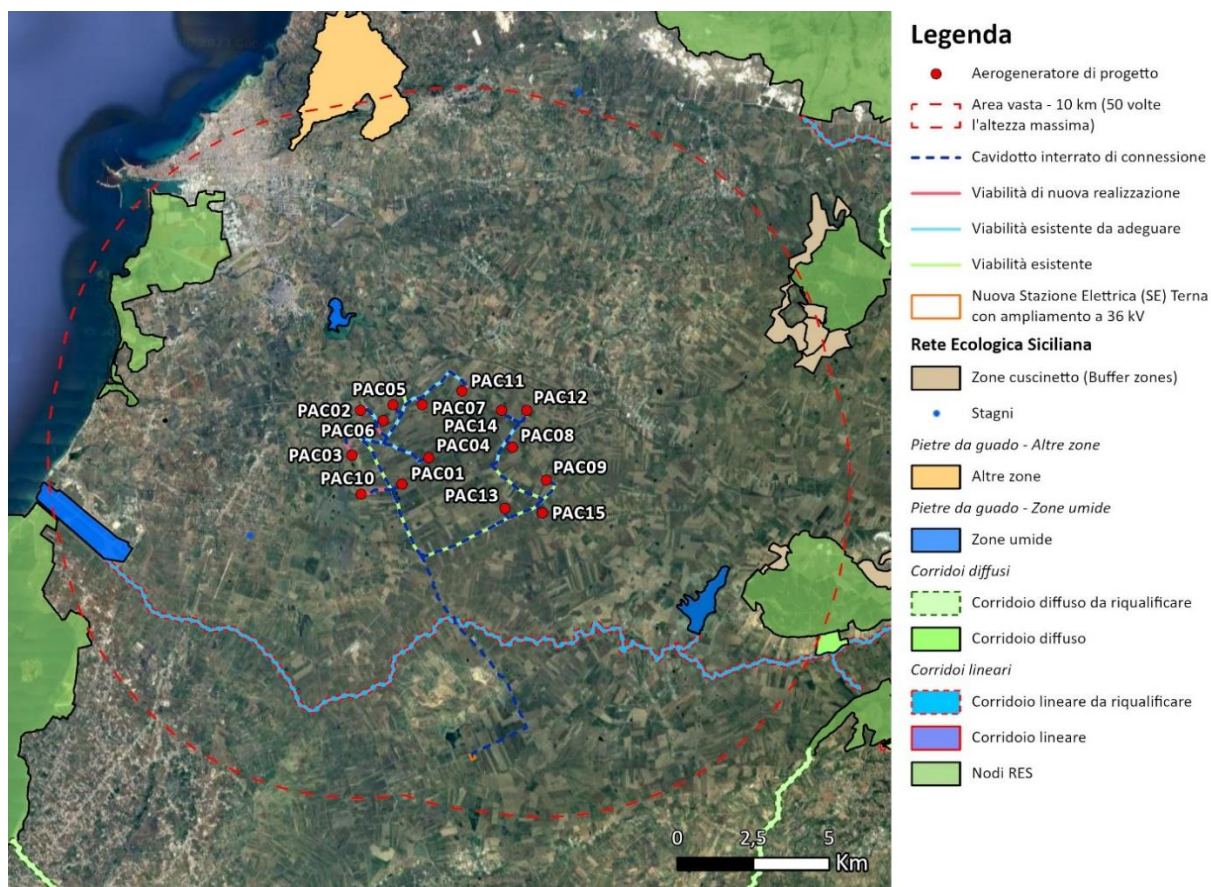 PAC11
PAC05
PAC02
PAC07
PAC12
PAC06
PAC14
PAC04
PAC08
PAC03
PAC01
PAC09
PAC10
PAC13
PAC15
0 2,5 5
Km
Legenda
Aerogeneratore di progetto
Area vasta - 10 km (50 volte
l'altezza massima)
Cavidotto interrato di connessione
Viabilità di nuova realizzazione
Viabilità esistente da adeguare
Viabilità esistente
Nuova Stazione Elettrica (SE) Terna
con ampliamento a 36 kV
Rete Ecologica Siciliana
Zone cuscinetto (Buffer zones)
Stagni
Pietre da guado - Altre zone
Altre zone
Pietre da guado - Zone umide
Zone umide
Corridoi diffusi
Corridoio diffuso da riqualificare
Corridoio diffuso
Corridoi lineari
Corridoio lineare da riqualificare
Corridoio lineare
Nodi RES